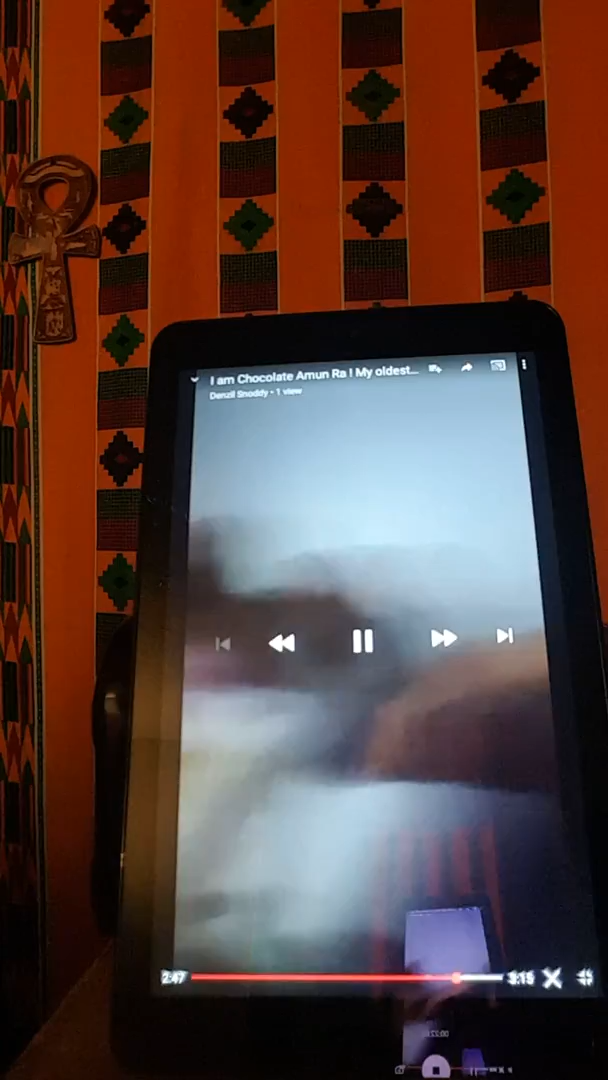 I am Chocolate Amun Ra ! My oldest...
Denzil Snoddy • 1 view
2:47
3:15